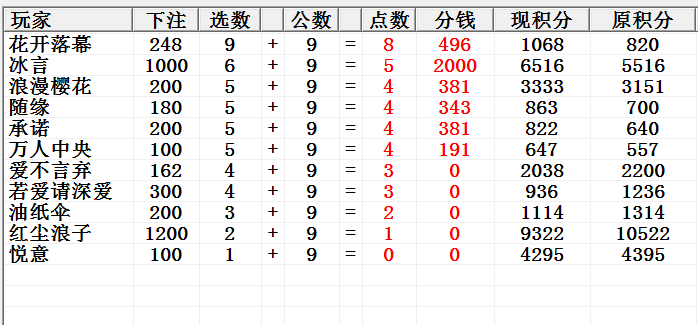 玩家 下注 选数 公数 点数 分钱 现积分 原积分
花开落幕 248 9 + 9 = 8 496 1068 820
冰言 1000 6 + 9 = 5 2000 6516 5516
浪漫樱花 200 5 + 9 = 4 381 3333 3151
随缘 180 5 + 9 = 4 343 863 700
承诺 200 5 + 9 = 4 381 822 640
万人中央 100 5 + 9 = 4 191 647 557
爱不言弃 162 4 + 9 = 3 0 2038 2200
若爱请深爱 300 4 + 9 = 3 0 936 1236
油纸伞 200 3 + 9 = 2 0 1114 1314
红尘浪子 1200 2 + 9 = 1 0 9322 10522
悦意 100 1 + 9 = 0 0 4295 4395